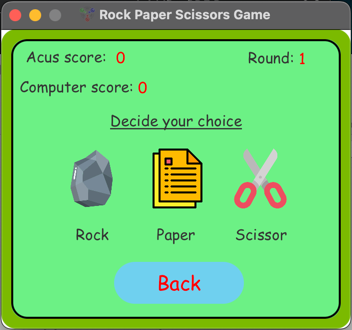 Rock Paper Scissors Game
Acus score: 0 Round: 1
Computer score: 0
Decide your choice
Rock Paper Scissor
Back